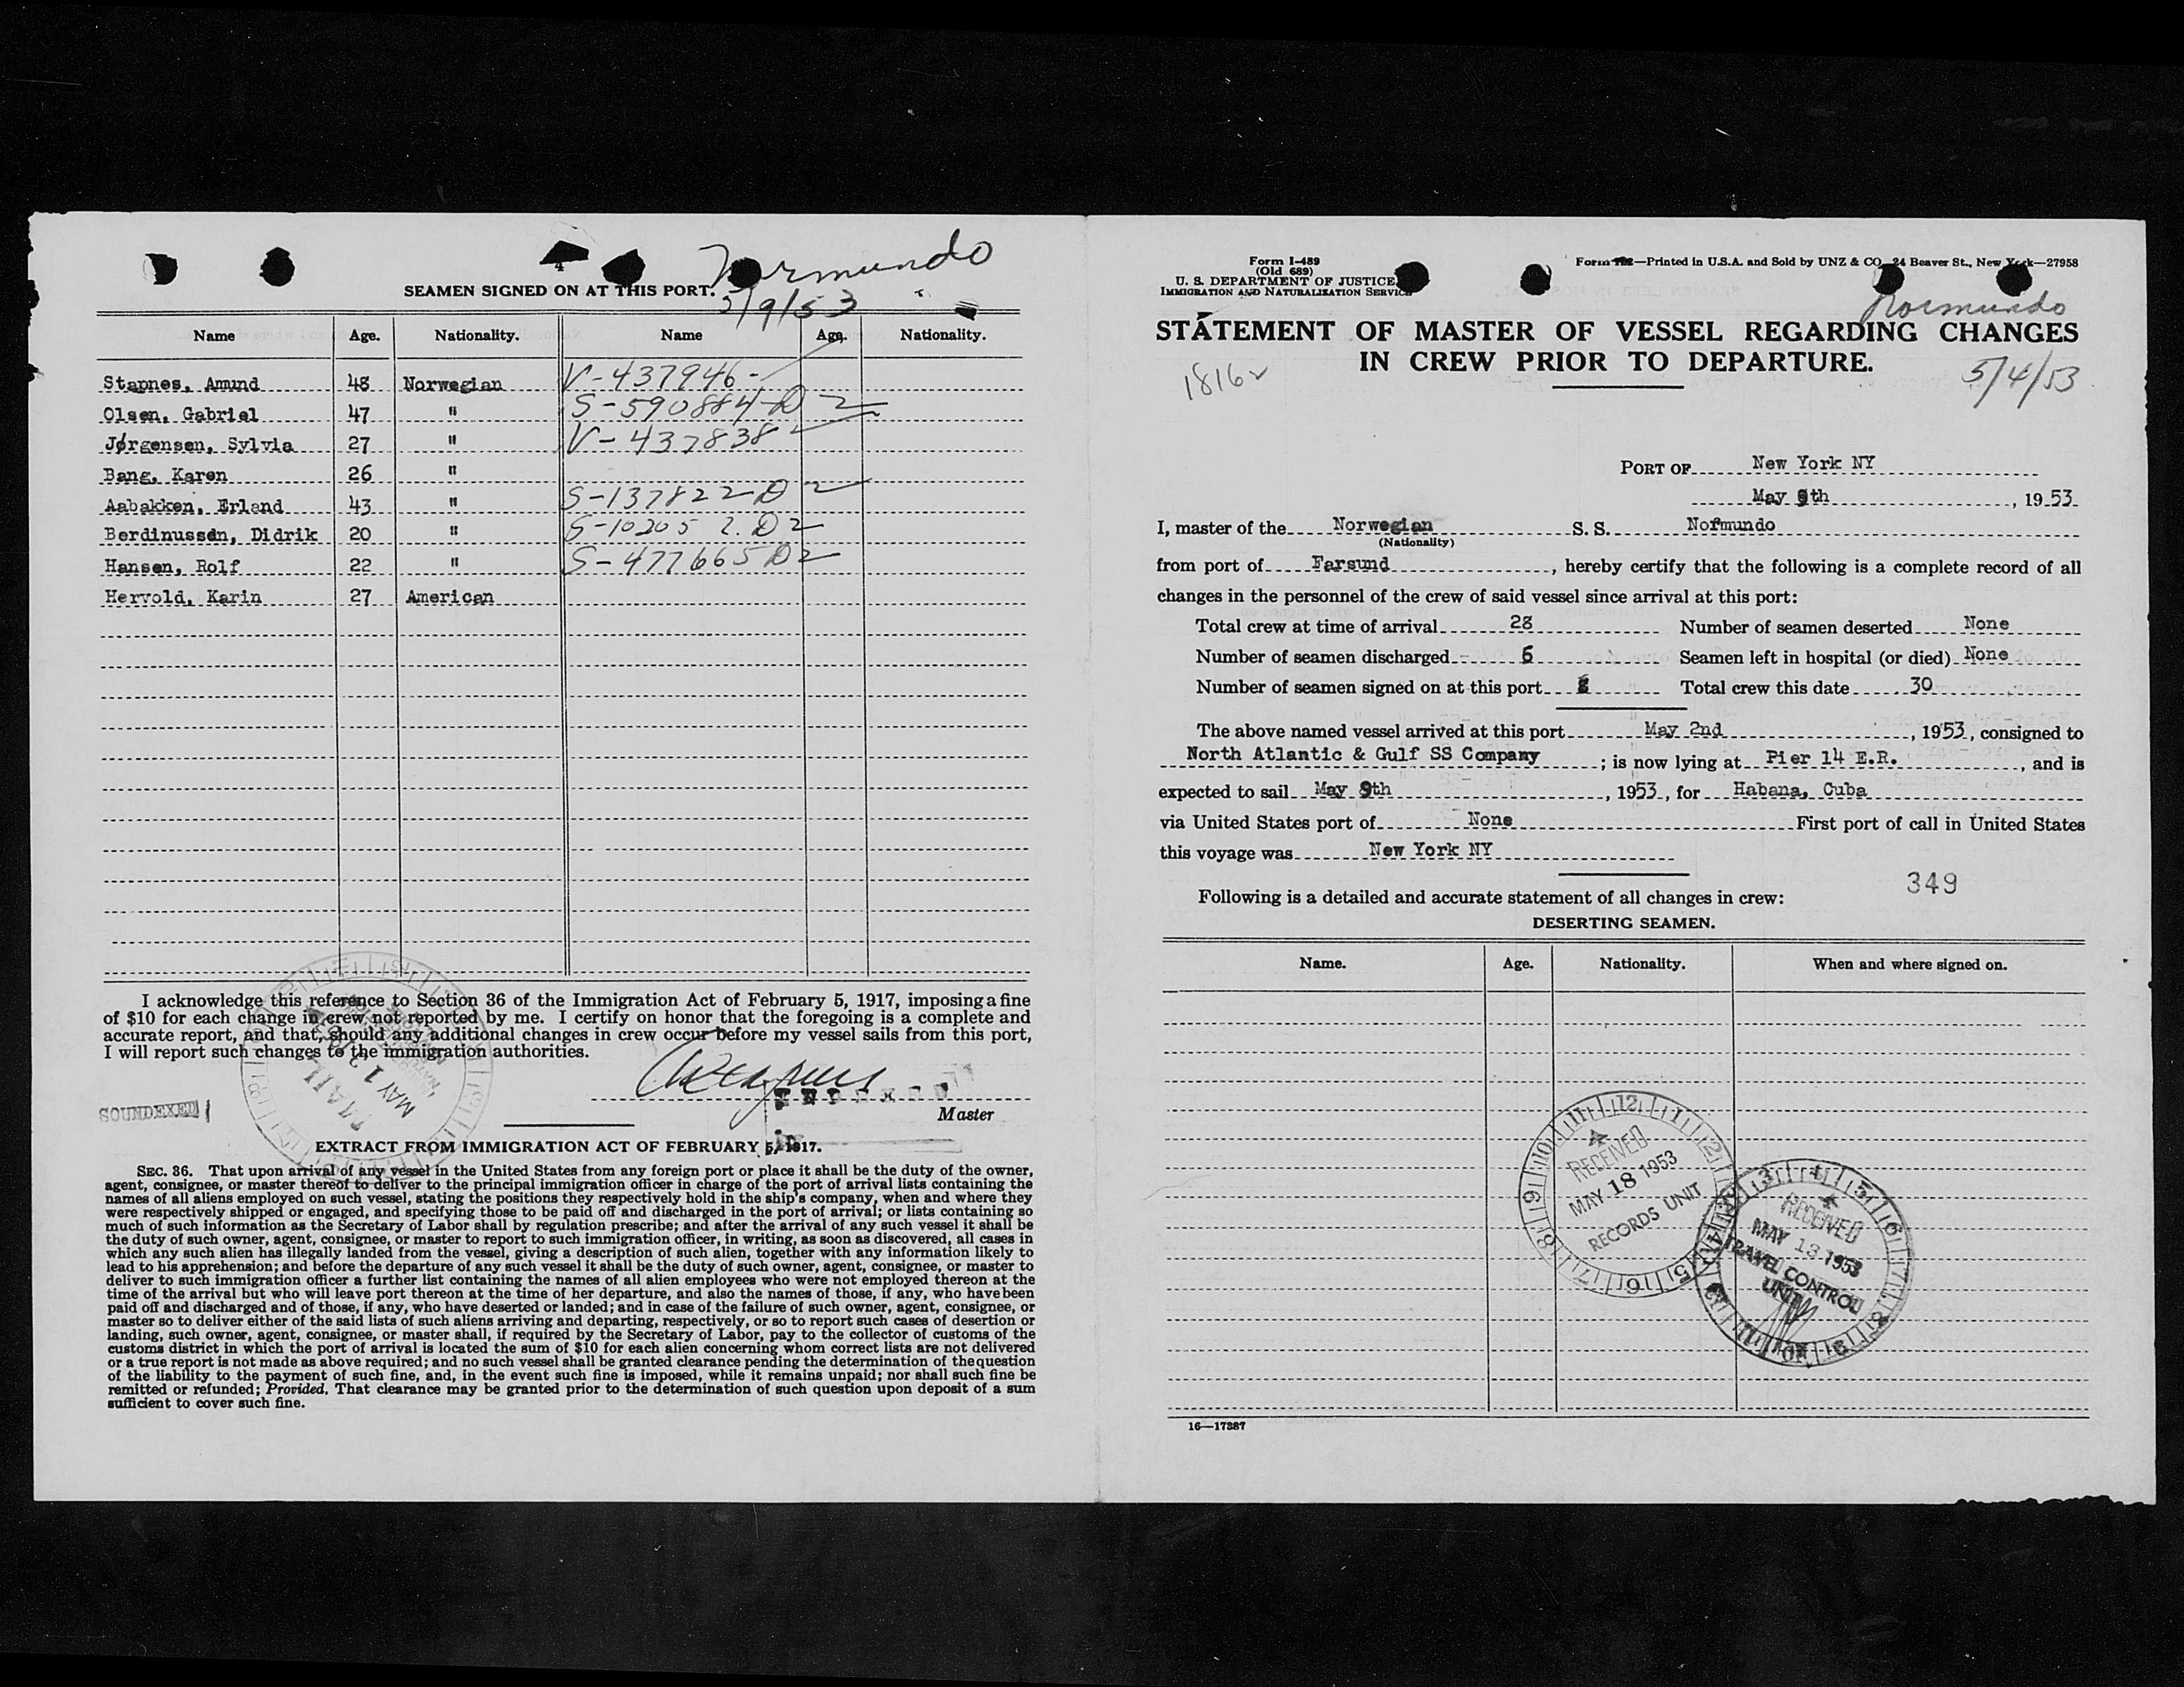 4
Normundo
SEAMEN SIGNED ON AT THIS PORT.
5/9/53
Name Age. Nationality. Name Age. Nationality.
Stapnes, Amund 48 Norwegian V-437946-
Olsen, Gabriel 47 " S-590884-D 2
Jørgensen, Sylvia 27 " V-437838
Bang, Karen 26 "
Aabakken, Erland 43 " S-137822 D 2
Berdinussen, Didrik 20 " S-10205 2. D 2
Hansen, Rolf 22 " S-477665 D 2
Hervold, Karin 27 American
I acknowledge this reference to Section 36 of the Immigration Act of February 5, 1917, imposing a fine
of $10 for each change in crew not reported by me. I certify on honor that the foregoing is a complete and
accurate report, and that, should any additional changes in crew occur before my vessel sails from this port,
I will report such changes to the immigration authorities.
MAIL
MAY 1
SOUNDEXED
INDEXED
Master
EXTRACT FROM IMMIGRATION ACT OF FEBRUARY 5, 1917.
SEC. 36. That upon arrival of any vessel in the United States from any foreign port or place it shall be the duty of the owner,
agent, consignee, or master thereof to deliver to the principal immigration officer in charge of the port of arrival lists containing the
names of all aliens employed on such vessel, stating the positions they respectively hold in the ship's company, when and where they
were respectively shipped or engaged, and specifying those to be paid off and discharged in the port of arrival; or lists containing so
much of such information as the Secretary of Labor shall by regulation prescribe; and after the arrival of any such vessel it shall be
the duty of such owner, agent, consignee, or master to report to such immigration officer, in writing, as soon as discovered, all cases in
which any such alien has illegally landed from the vessel, giving a description of such alien, together with any information likely to
lead to his apprehension; and before the departure of any such vessel it shall be the duty of such owner, agent, consignee, or master to
deliver to such immigration officer a further list containing the names of all alien employees who were not employed thereon at the
time of the arrival but who will leave port thereon at the time of her departure, and also the names of those, if any, who have been
paid off and discharged and of those, if any, who have deserted or landed; and in case of the failure of such owner, agent, consignee, or
master so to deliver either of the said lists of such aliens arriving and departing, respectively, or so to report such cases of desertion or
landing, such owner, agent, consignee, or master shall, if required by the Secretary of Labor, pay to the collector of customs of the
customs district in which the port of arrival is located the sum of $10 for each alien concerning whom correct lists are not delivered
or a true report is not made as above required; and no such vessel shall be granted clearance pending the determination of the question
of the liability to the payment of such fine, and, in the event such fine is imposed, while it remains unpaid; nor shall such fine be
remitted or refunded; Provided, That clearance may be granted prior to the determination of such question upon deposit of a sum
sufficient to cover such fine.
Form I-489
(Old 689)
U. S. DEPARTMENT OF JUSTICE,
IMMIGRATION AND NATURALIZATION SERVICE
Form —Printed in U.S.A. and Sold by UNZ & CO., 24 Beaver St., New York—27958
Normundo
STATEMENT OF MASTER OF VESSEL REGARDING CHANGES
IN CREW PRIOR TO DEPARTURE.
18162
5/4/53
PORT OF New York NY
May 9th, 1953
I, master of the Norwegian S. S. Normundo
(Nationality)
from port of Farsund, hereby certify that the following is a complete record of all
changes in the personnel of the crew of said vessel since arrival at this port:
Total crew at time of arrival 28 Number of seamen deserted None
Number of seamen discharged 6 Seamen left in hospital (or died) None
Number of seamen signed on at this port 8 Total crew this date 30
The above named vessel arrived at this port May 2nd, 1953, consigned to
North Atlantic & Gulf SS Company; is now lying at Pier 14 E.R., and is
expected to sail May 9th, 1953, for Habana, Cuba
via United States port of None First port of call in United States
this voyage was New York NY
349
Following is a detailed and accurate statement of all changes in crew:
DESERTING SEAMEN.
Name. Age. Nationality. When and where signed on.
RECEIVED
MAY 18 1953
RECORDS UNIT
RECEIVED
MAY 13 1953
TRAVEL CONTROL
UNIT
16—17387